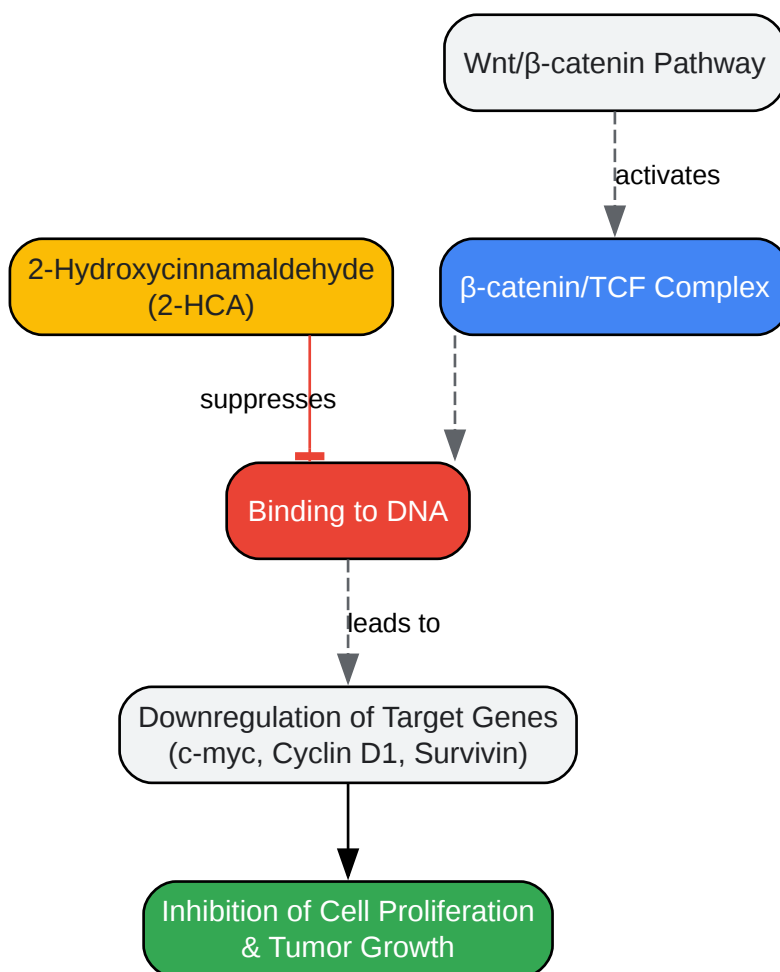 Wnt/β-catenin Pathway
activates
2-Hydroxycinnamaldehyde
(2-HCA)
β-catenin/TCF Complex
suppresses
Binding to DNA
leads to
Downregulation of Target Genes
(c-myc, Cyclin D1, Survivin)
Inhibition of Cell Proliferation
& Tumor Growth